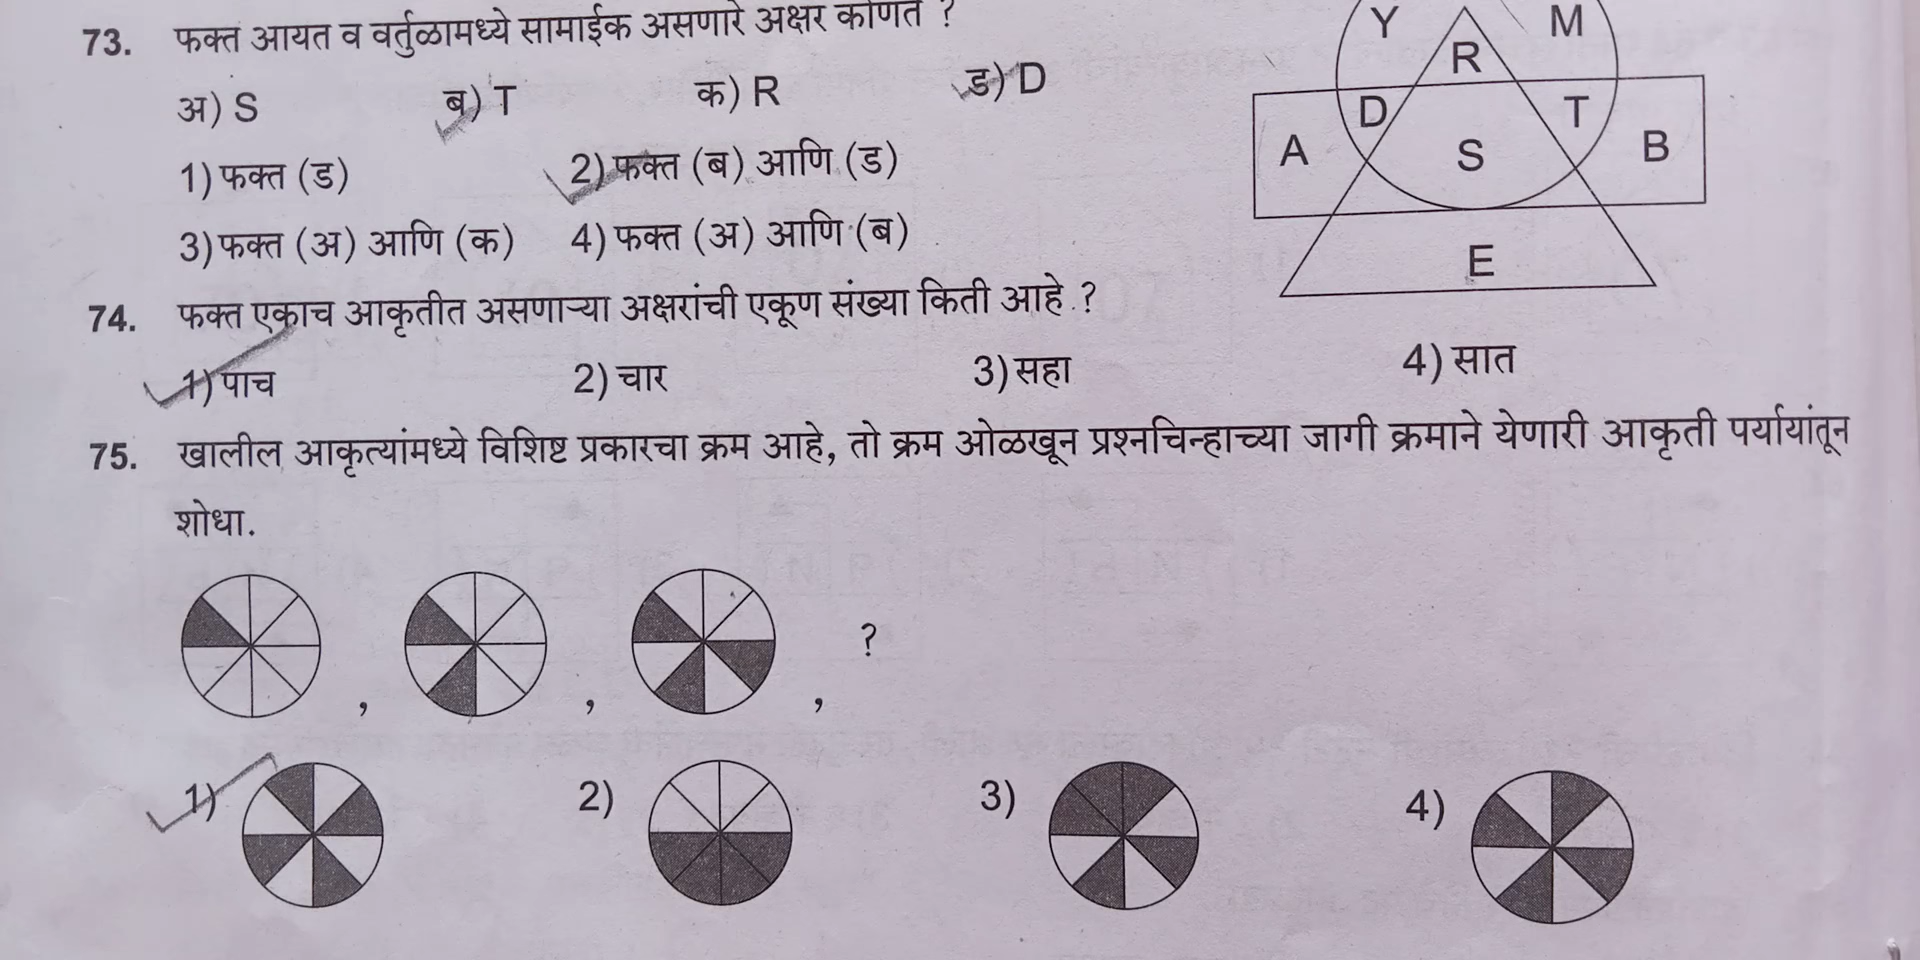 73. फक्त आयत व वर्तुळामध्ये सामाईक असणारे अक्षर कोणते ?
अ) S ब) T क) R ड) D
1) फक्त (ड) 2) फक्त (ब) आणि (ड)
3) फक्त (अ) आणि (क) 4) फक्त (अ) आणि (ब)
Y M
R
D T
A S B
E
74. फक्त एकाच आकृतीत असणाऱ्या अक्षरांची एकूण संख्या किती आहे ?
1) पाच 2) चार 3) सहा 4) सात
75. खालील आकृत्यांमध्ये विशिष्ट प्रकारचा क्रम आहे, तो क्रम ओळखून प्रश्नचिन्हाच्या जागी क्रमाने येणारी आकृती पर्यायांतून
शोधा.
, , , ?
1) 2) 3) 4)